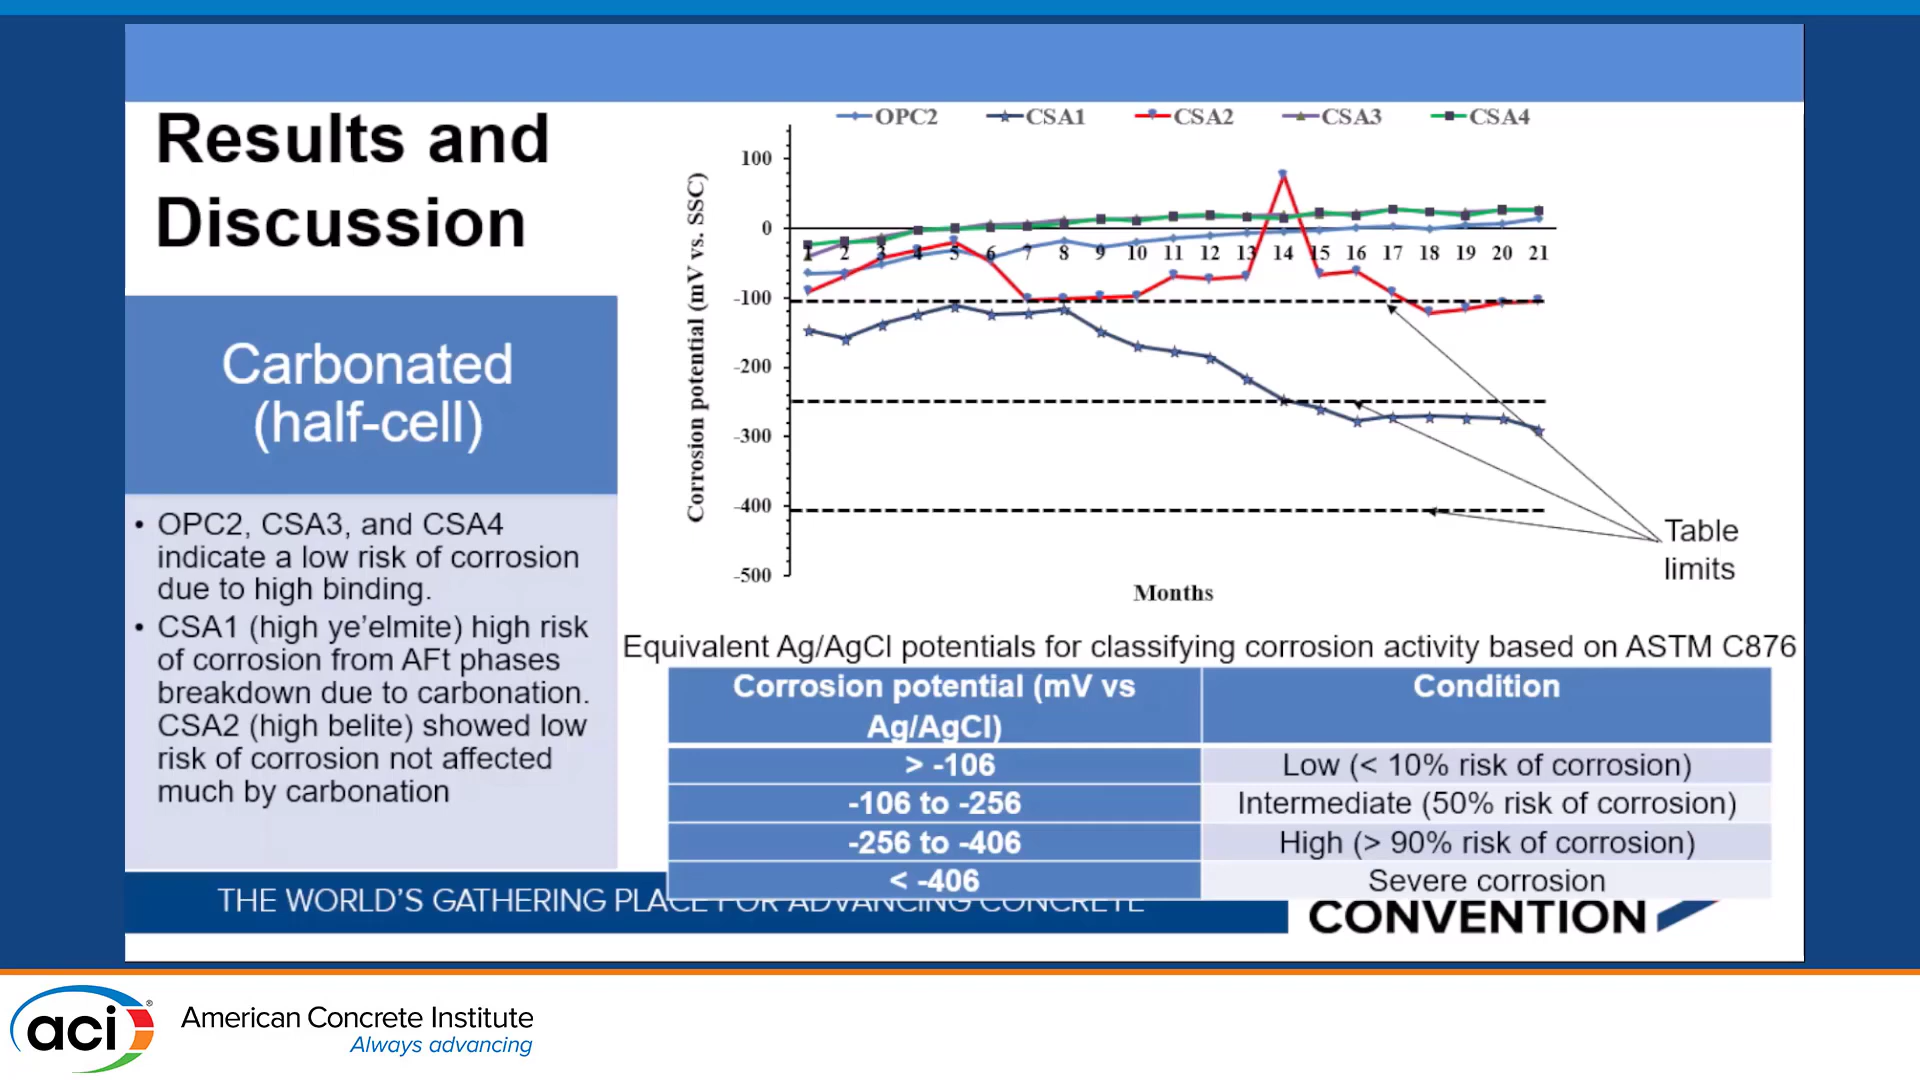 Results and
Discussion
Carbonated
(half-cell)
• OPC2, CSA3, and CSA4
indicate a low risk of corrosion
due to high binding.
• CSA1 (high ye’elmite) high risk
of corrosion from AFt phases
breakdown due to carbonation.
CSA2 (high belite) showed low
risk of corrosion not affected
much by carbonation
OPC2 CSA1 CSA2 CSA3 CSA4
Corrosion potential (mV vs. SSC)
100
0
1 2 3 4 5 6 7 8 9 10 11 12 13 14 15 16 17 18 19 20 21
-100
-200
-300
-400
-500
Months
Table
limits
Equivalent Ag/AgCl potentials for classifying corrosion activity based on ASTM C876
Corrosion potential (mV vs
Ag/AgCl)
Condition
> -106 Low (< 10% risk of corrosion)
-106 to -256 Intermediate (50% risk of corrosion)
-256 to -406 High (> 90% risk of corrosion)
< -406 Severe corrosion
THE WORLD’S GATHERING PLACE FOR ADVANCING CONCRETE
CONVENTION
aci®
American Concrete Institute
Always advancing